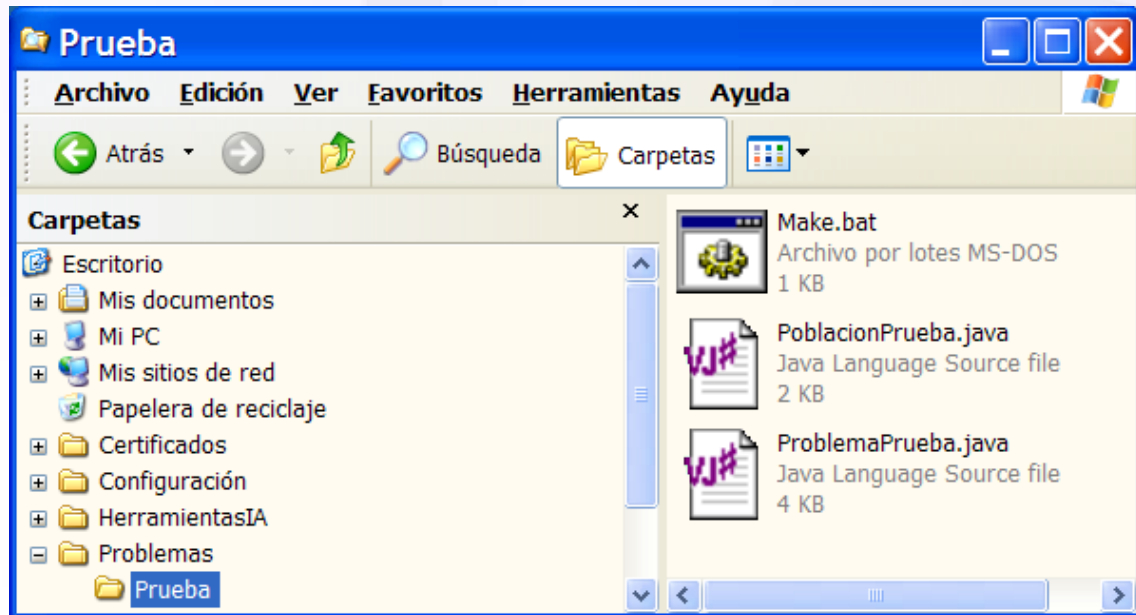 Prueba
Archivo Edición Ver Favoritos Herramientas Ayuda
Atrás Búsqueda Carpetas
Carpetas
Escritorio
Mis documentos
Mi PC
Mis sitios de red
Papelera de reciclaje
Certificados
Configuración
HerramientasIA
Problemas
Prueba
Make.bat
Archivo por lotes MS-DOS
1 KB
VJ#
PoblacionPrueba.java
Java Language Source file
2 KB
VJ#
ProblemaPrueba.java
Java Language Source file
4 KB